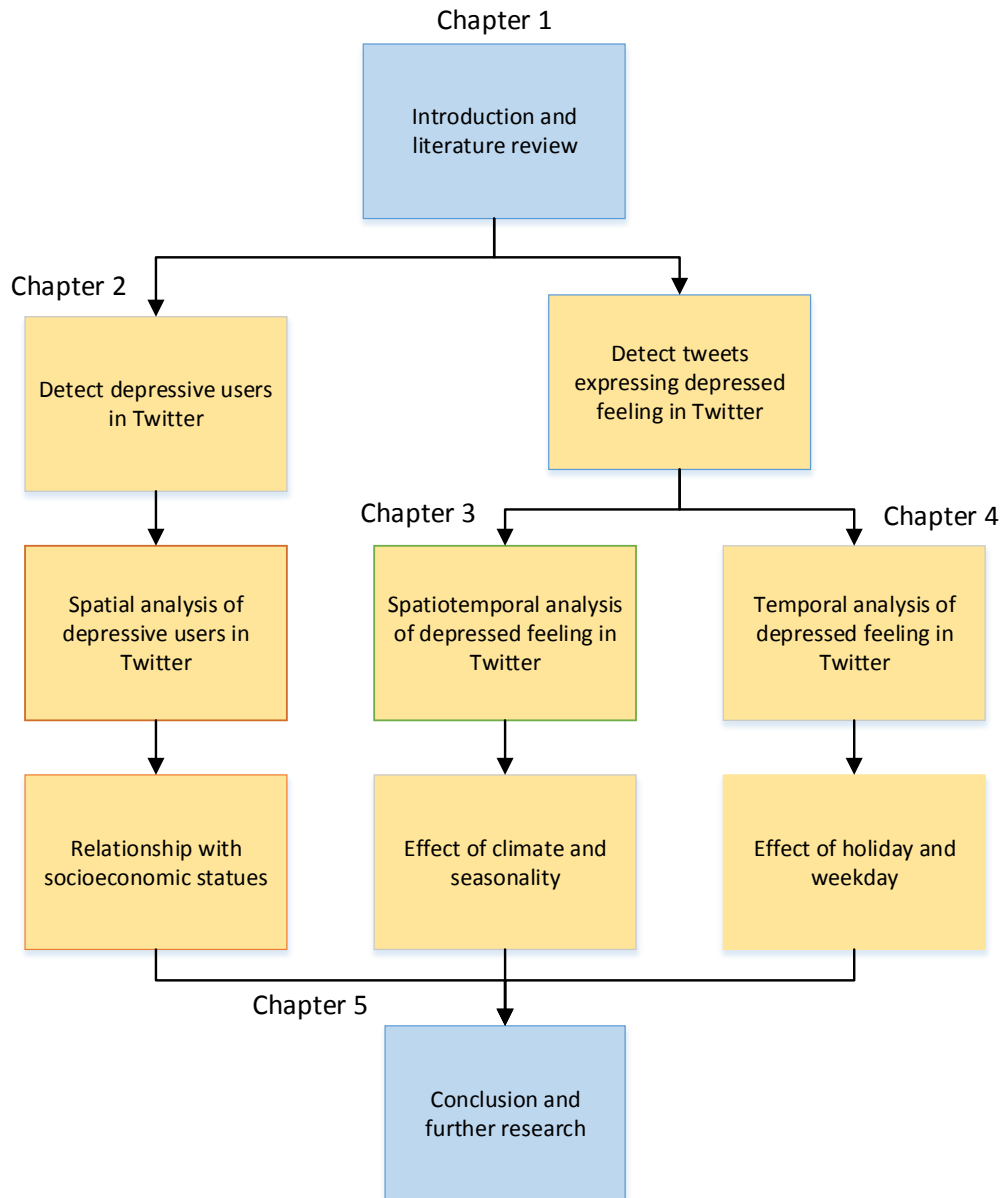 Chapter 1
Introduction and
literature review
Chapter 2
Detect depressive users
in Twitter
Detect tweets
expressing depressed
feeling in Twitter
Chapter 3
Chapter 4
Spatial analysis of
depressive users in
Twitter
Spatiotemporal analysis
of depressed feeling in
Twitter
Temporal analysis of
depressed feeling in
Twitter
Relationship with
socioeconomic statues
Effect of climate and
seasonality
Effect of holiday and
weekday
Chapter 5
Conclusion and
further research